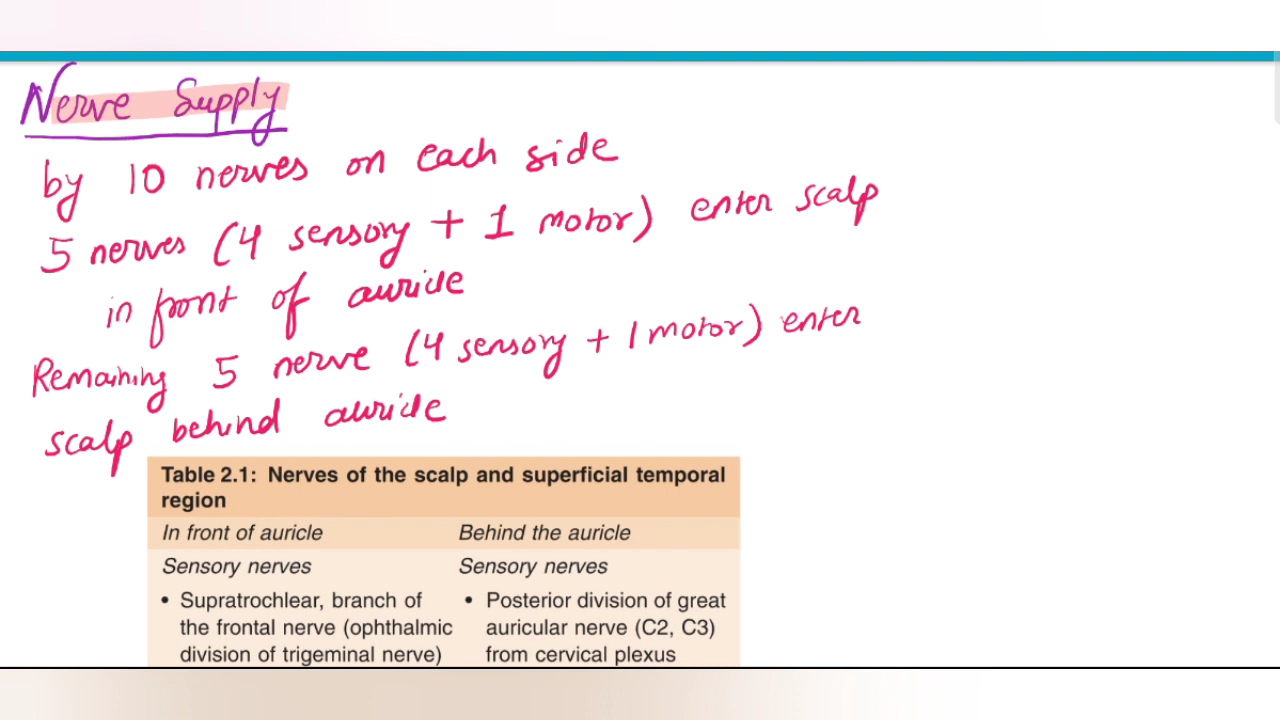 Nerve Supply
by 10 nerves on each side
5 nerves (4 sensory + 1 motor) enter scalp
in front of auricle
Remaining 5 nerve (4 sensory + 1 motor) enter
scalp behind auricle
Table 2.1: Nerves of the scalp and superficial temporal
region
In front of auricle
Behind the auricle
Sensory nerves
Sensory nerves
• Supratrochlear, branch of
the frontal nerve (ophthalmic
division of trigeminal nerve)
• Posterior division of great
auricular nerve (C2, C3)
from cervical plexus